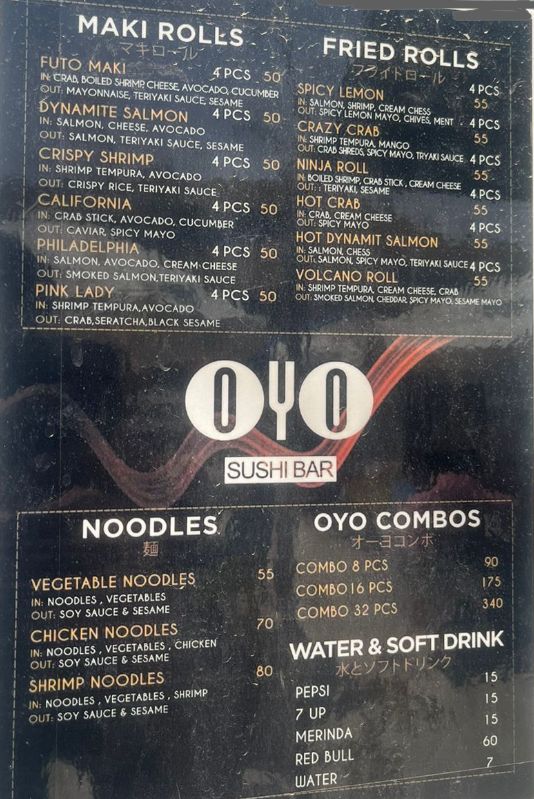 MAKI ROLLS
マキロール
FUTO MAKI 4 PCS 50
IN: CRAB, BOILED SHRIMP, CHEESE, AVOCADO, CUCUMBER
OUT: MAYONNAISE, TERIYAKI SAUCE, SESAME
DYNAMITE SALMON 4 PCS 50
IN: SALMON, CHEESE, AVOCADO
OUT: SALMON, TERIYAKI SAUCE, SESAME
CRISPY SHRIMP 4 PCS 50
IN: SHRIMP TEMPURA, AVOCADO
OUT: CRISPY RICE, TERIYAKI SAUCE
CALIFORNIA 4 PCS 50
IN: CRAB STICK, AVOCADO, CUCUMBER
OUT: CAVIAR, SPICY MAYO
PHILADELPHIA 4 PCS 50
IN: SALMON, AVOCADO, CREAM CHEESE
OUT: SMOKED SALMON,TERIYAKI SAUCE
PINK LADY 4 PCS 50
IN: SHRIMP TEMPURA,AVOCADO
OUT: CRAB,SERATCHA,BLACK SESAME
FRIED ROLLS
フライトロール
SPICY LEMON 4 PCS 55
IN: SALMON, SHRIMP, CREAM CHESS
OUT: SPICY LEMON MAYO, CHIVES, MENT .
CRAZY CRAB 4 PCS 55
IN: SHRIMP TEMPURA, MANGO
OUT: CRAB SHREDS, SPICY MAYO, TRYAKI SAUCE
NINJA ROLL 4 PCS 55
IN: BOILED SHRIMP, CRAB STICK , CREAM CHEESE
OUT: : TERIYAKI, SESAME
HOT CRAB 4 PCS 55
IN: CRAB, CREAM CHEESE
OUT: SPICY MAYO
HOT DYNAMIT SALMON 4 PCS 55
IN: SALMON, CHESS
OUT: SALMON, SPICY MAYO, TERIYAKI SAUCE
VOLCANO ROLL 4 PCS 55
IN: SHRIMP TEMPURA, CREAM CHEESE, CRAB
OUT: SMOKED SALMON, CHEDDAR, SPICY MAYO, SESAME MAYO
OYO
SUSHI BAR
NOODLES
麺
VEGETABLE NOODLES 55
IN: NOODLES , VEGETABLES
OUT: SOY SAUCE & SESAME
CHICKEN NOODLES 70
IN: NOODLES , VEGETABLES , CHICKEN
OUT: SOY SAUCE & SESAME
SHRIMP NOODLES 80
IN: NOODLES , VEGETABLES , SHRIMP
OUT: SOY SAUCE & SESAME
OYO COMBOS
オーヨコンボ
COMBO 8 PCS 90
COMBO 16 PCS 175
COMBO 32 PCS 340
WATER & SOFT DRINK
水とソフトドリンク
PEPSI 15
7 UP 15
MERINDA 15
RED BULL 60
WATER 7